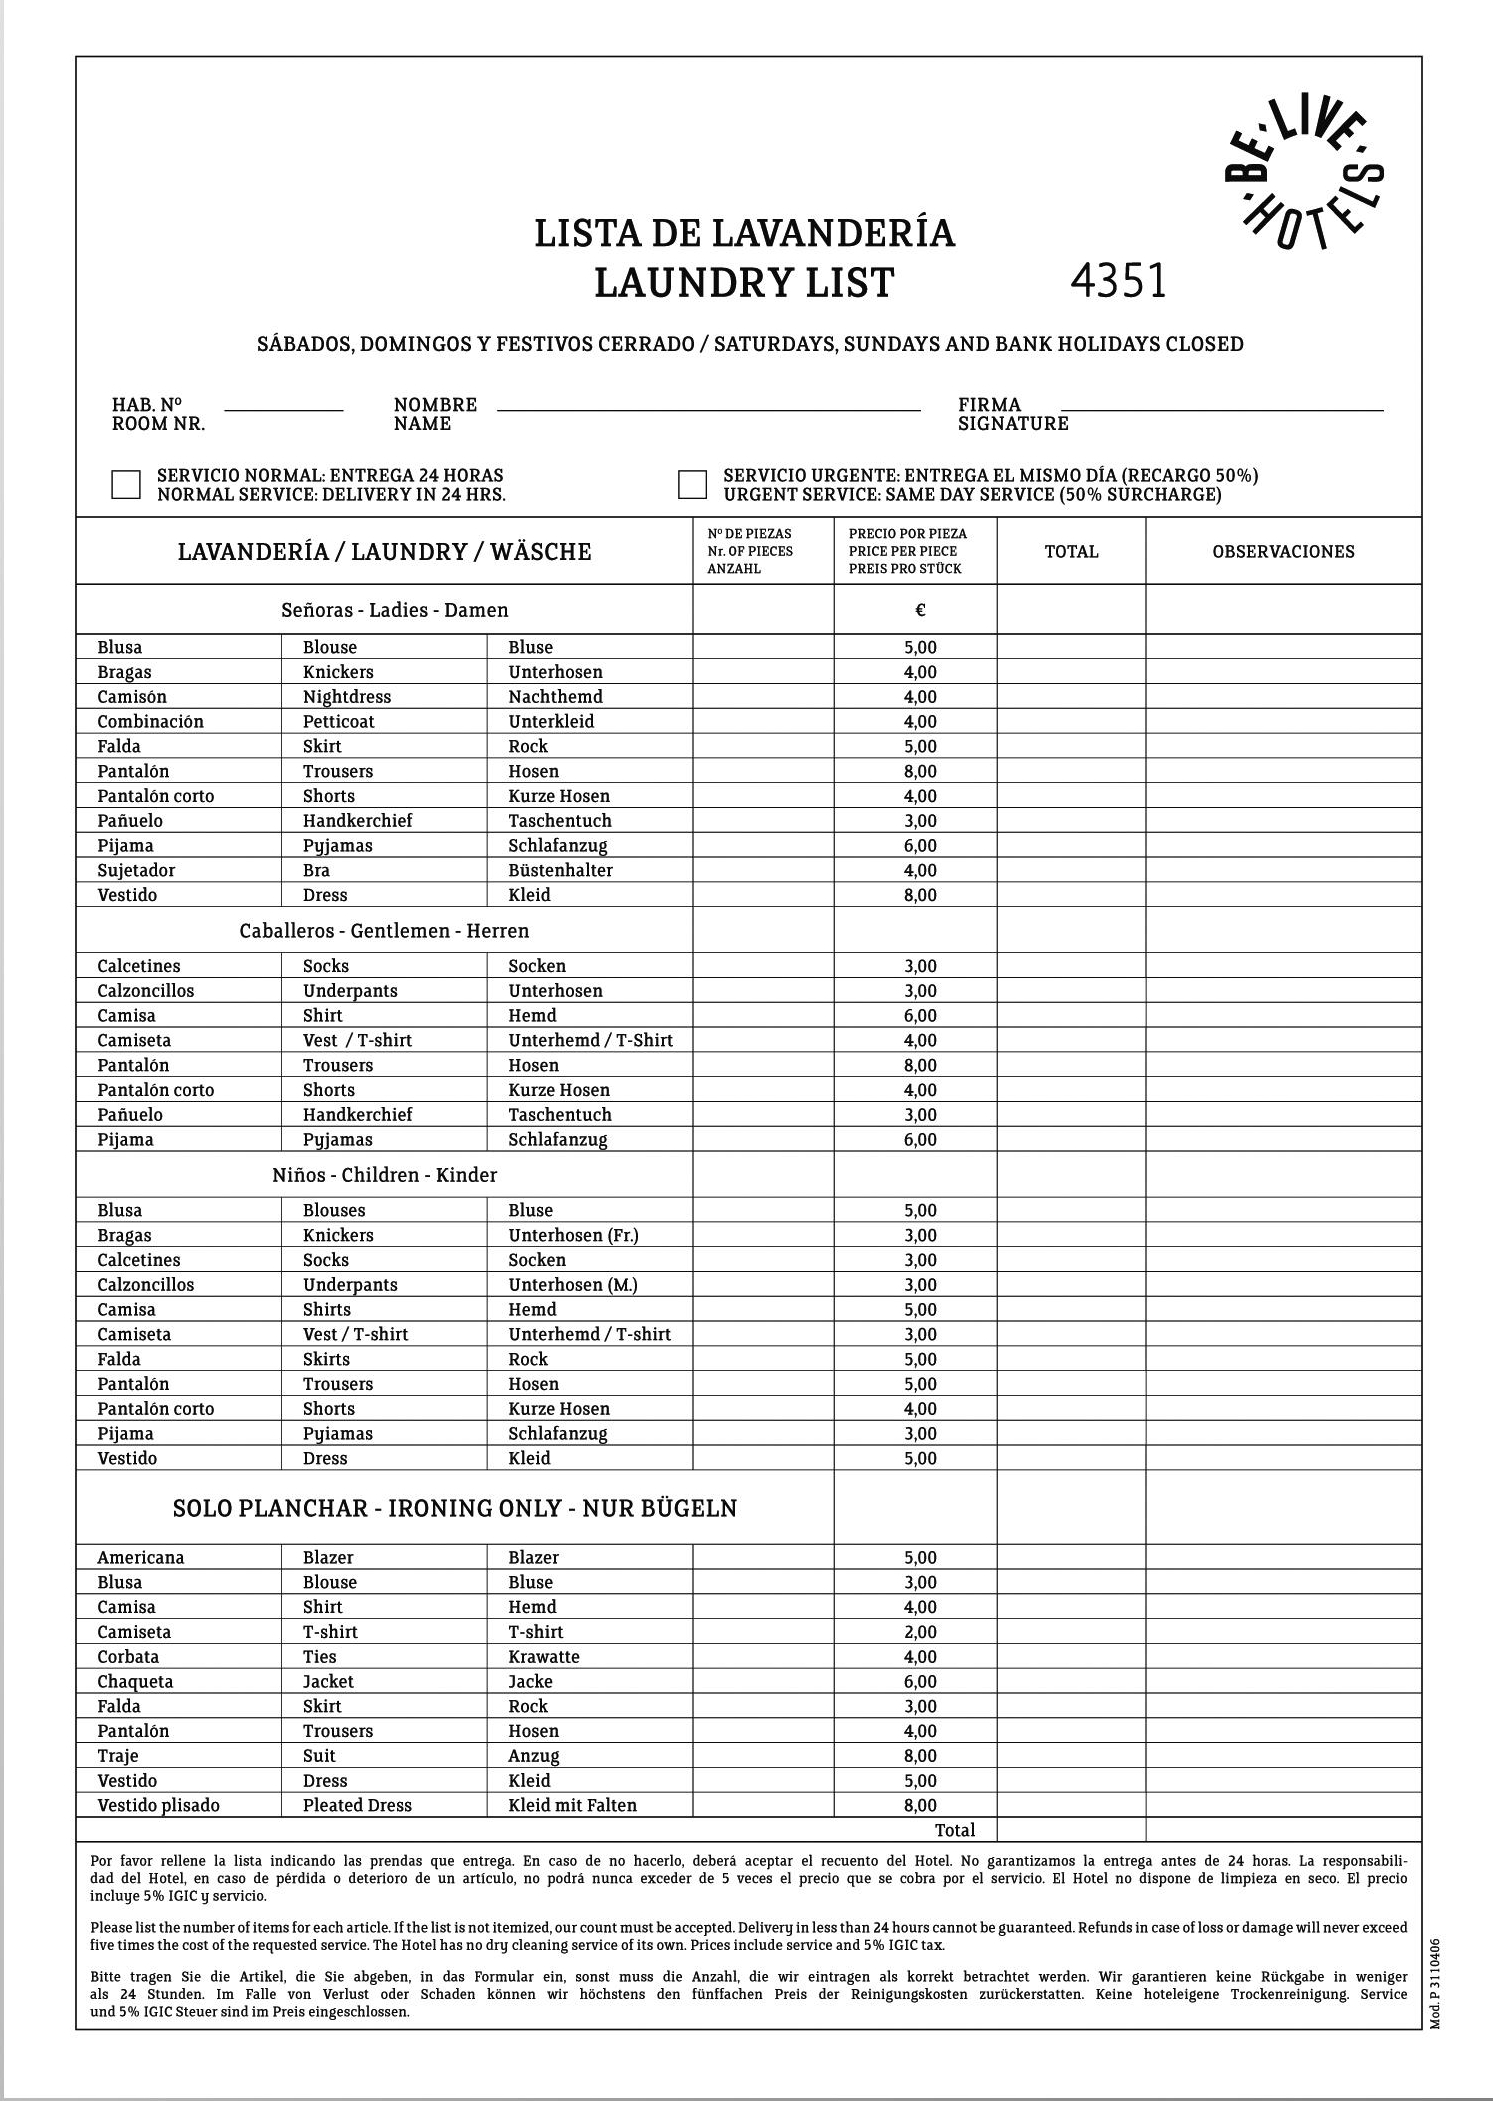 BE·LIVE·HOTELS·
LISTA DE LAVANDERÍA
LAUNDRY LIST
4351
SÁBADOS, DOMINGOS Y FESTIVOS CERRADO / SATURDAYS, SUNDAYS AND BANK HOLIDAYS CLOSED
HAB. Nº NOMBRE FIRMA
ROOM NR. NAME SIGNATURE
SERVICIO NORMAL: ENTREGA 24 HORAS SERVICIO URGENTE: ENTREGA EL MISMO DÍA (RECARGO 50%)
NORMAL SERVICE: DELIVERY IN 24 HRS. URGENT SERVICE: SAME DAY SERVICE (50% SURCHARGE)
LAVANDERÍA / LAUNDRY / WÄSCHE
Nº DE PIEZAS
Nr. OF PIECES
ANZAHL
PRECIO POR PIEZA
PRICE PER PIECE
PREIS PRO STÜCK
TOTAL
OBSERVACIONES
Señoras - Ladies - Damen €
Blusa Blouse Bluse 5,00
Bragas Knickers Unterhosen 4,00
Camisón Nightdress Nachthemd 4,00
Combinación Petticoat Unterkleid 4,00
Falda Skirt Rock 5,00
Pantalón Trousers Hosen 8,00
Pantalón corto Shorts Kurze Hosen 4,00
Pañuelo Handkerchief Taschentuch 3,00
Pijama Pyjamas Schlafanzug 6,00
Sujetador Bra Büstenhalter 4,00
Vestido Dress Kleid 8,00
Caballeros - Gentlemen - Herren
Calcetines Socks Socken 3,00
Calzoncillos Underpants Unterhosen 3,00
Camisa Shirt Hemd 6,00
Camiseta Vest / T-shirt Unterhemd / T-Shirt 4,00
Pantalón Trousers Hosen 8,00
Pantalón corto Shorts Kurze Hosen 4,00
Pañuelo Handkerchief Taschentuch 3,00
Pijama Pyjamas Schlafanzug 6,00
Niños - Children - Kinder
Blusa Blouses Bluse 5,00
Bragas Knickers Unterhosen (Fr.) 3,00
Calcetines Socks Socken 3,00
Calzoncillos Underpants Unterhosen (M.) 3,00
Camisa Shirts Hemd 5,00
Camiseta Vest / T-shirt Unterhemd / T-shirt 3,00
Falda Skirts Rock 5,00
Pantalón Trousers Hosen 5,00
Pantalón corto Shorts Kurze Hosen 4,00
Pijama Pyiamas Schlafanzug 3,00
Vestido Dress Kleid 5,00
SOLO PLANCHAR - IRONING ONLY - NUR BÜGELN
Americana Blazer Blazer 5,00
Blusa Blouse Bluse 3,00
Camisa Shirt Hemd 4,00
Camiseta T-shirt T-shirt 2,00
Corbata Ties Krawatte 4,00
Chaqueta Jacket Jacke 6,00
Falda Skirt Rock 3,00
Pantalón Trousers Hosen 4,00
Traje Suit Anzug 8,00
Vestido Dress Kleid 5,00
Vestido plisado Pleated Dress Kleid mit Falten 8,00
Total
Por favor rellene la lista indicando las prendas que entrega. En caso de no hacerlo, deberá aceptar el recuento del Hotel. No garantizamos la entrega antes de 24 horas. La responsabili-
dad del Hotel, en caso de pérdida o deterioro de un artículo, no podrá nunca exceder de 5 veces el precio que se cobra por el servicio. El Hotel no dispone de limpieza en seco. El precio
incluye 5% IGIC y servicio.
Please list the number of items for each article. If the list is not itemized, our count must be accepted. Delivery in less than 24 hours cannot be guaranteed. Refunds in case of loss or damage will never exceed
five times the cost of the requested service. The Hotel has no dry cleaning service of its own. Prices include service and 5% IGIC tax.
Bitte tragen Sie die Artikel, die Sie abgeben, in das Formular ein, sonst muss die Anzahl, die wir eintragen als korrekt betrachtet werden. Wir garantieren keine Rückgabe in weniger
als 24 Stunden. Im Falle von Verlust oder Schaden können wir höchstens den fünffachen Preis der Reinigungskosten zurückerstatten. Keine hoteleigene Trockenreinigung. Service
und 5% IGIC Steuer sind im Preis eingeschlossen.
Mod. P 3110406